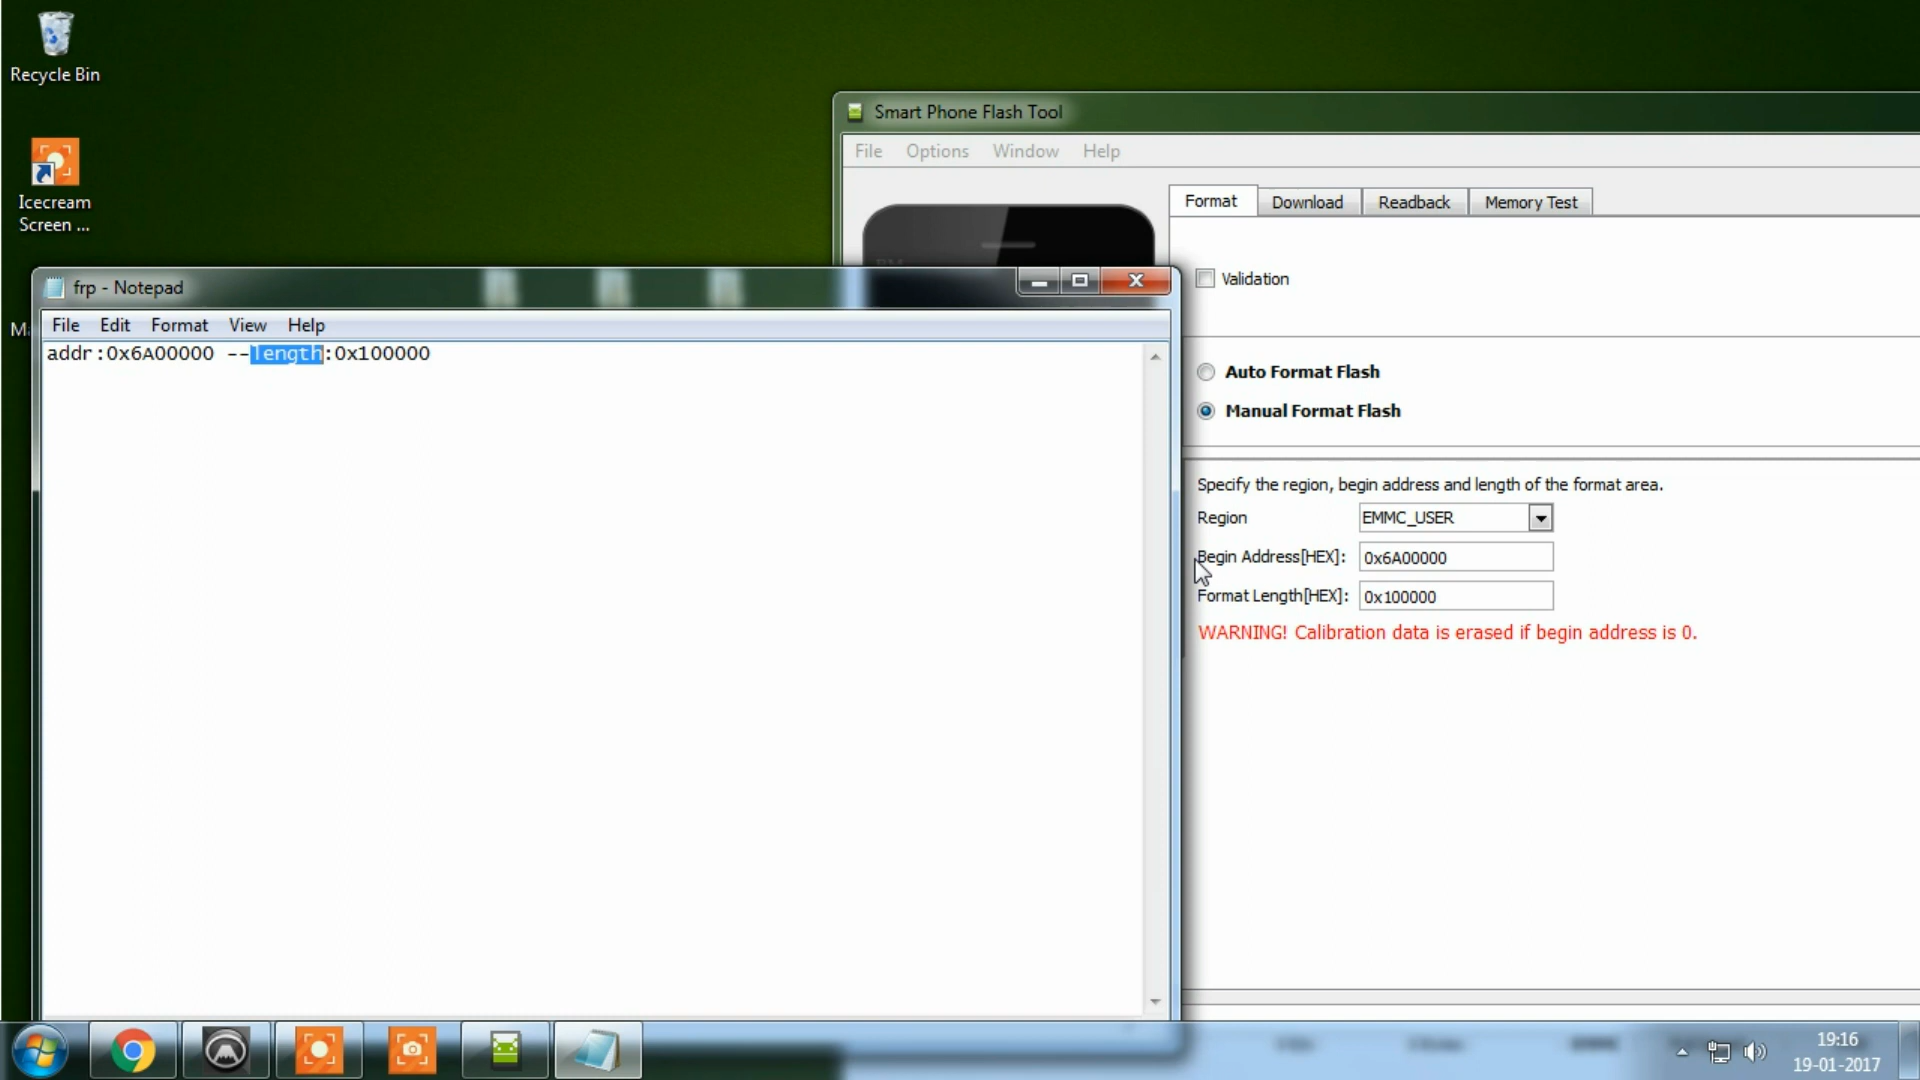 Recycle Bin
Icecream
Screen ...
Smart Phone Flash Tool
File Options Window Help
Format Download Readback Memory Test
Validation
frp - Notepad
File Edit Format View Help
addr:0x6A00000 --length:0x100000
Auto Format Flash
Manual Format Flash
Specify the region, begin address and length of the format area.
Region EMMC_USER
Begin Address[HEX]: 0x6A00000
Format Length[HEX]: 0x100000
WARNING! Calibration data is erased if begin address is 0.
19:16
19-01-2017